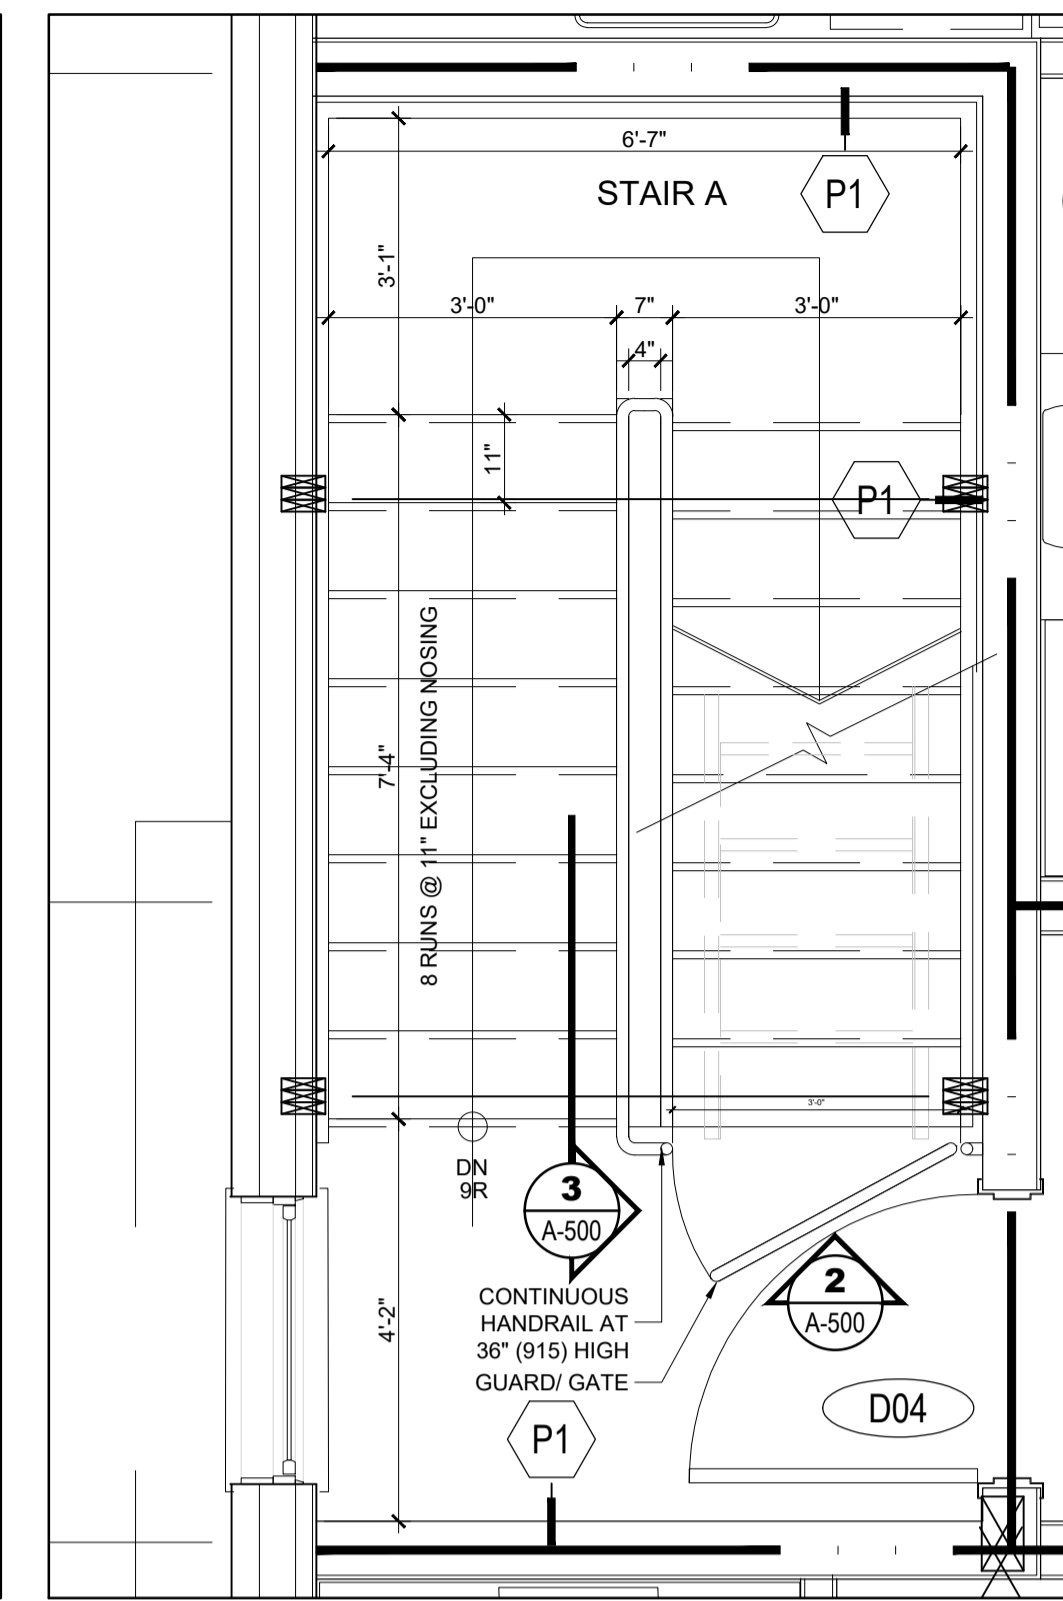 6'-7"
STAIR A
P1
3'-1"
3'-0"
7"
3'-0"
4"
11"
P1
8 RUNS @ 11" EXCLUDING NOSING
7'-4"
3'-0"
DN
9R
3
A-500
2
A-500
CONTINUOUS
HANDRAIL AT
36" (915) HIGH
GUARD/ GATE
4'-2"
D04
P1